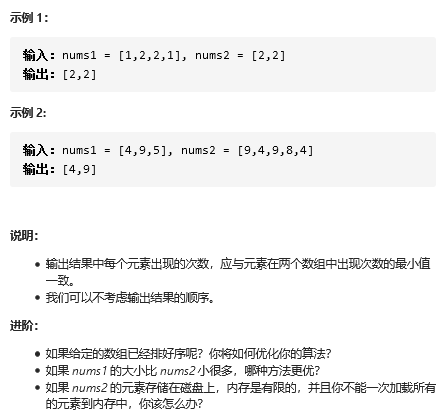 示例 1：
输入：nums1 = [1,2,2,1], nums2 = [2,2]
输出：[2,2]
示例 2:
输入：nums1 = [4,9,5], nums2 = [9,4,9,8,4]
输出：[4,9]
说明：
输出结果中每个元素出现的次数，应与元素在两个数组中出现次数的最小值
一致。
我们可以不考虑输出结果的顺序。
进阶：
如果给定的数组已经排好序呢？你将如何优化你的算法？
如果 nums1 的大小比 nums2 小很多，哪种方法更优？
如果 nums2 的元素存储在磁盘上，内存是有限的，并且你不能一次加载所有
的元素到内存中，你该怎么办？